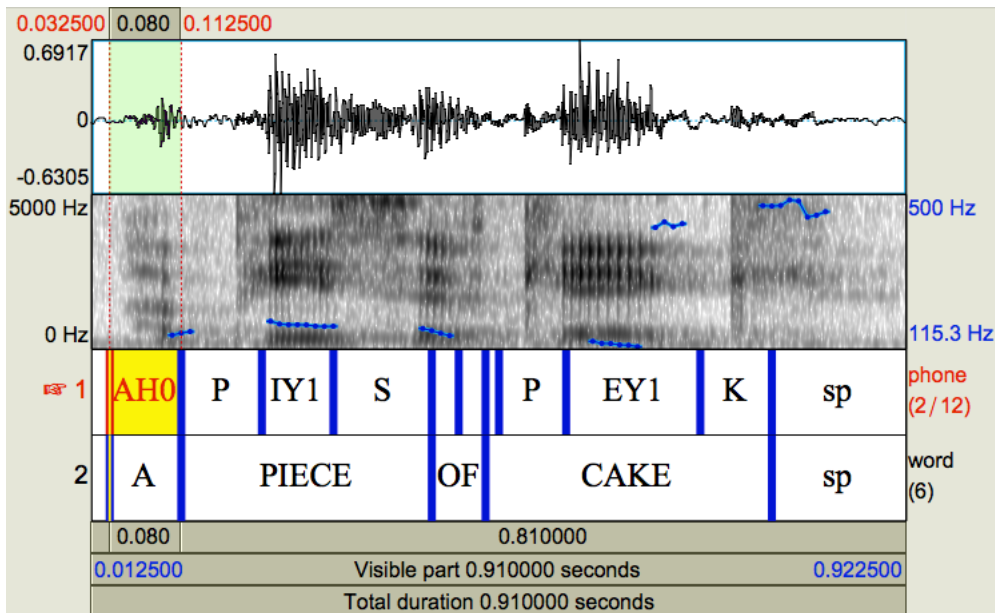 0.032500 0.080 0.112500
0.6917
0
-0.6305
5000 Hz 500 Hz
0 Hz 115.3 Hz
☞ 1 AH0 P IY1 S P EY1 K sp phone (2/12)
2 A PIECE OF CAKE sp word (6)
0.080 0.810000
0.012500 Visible part 0.910000 seconds 0.922500
Total duration 0.910000 seconds